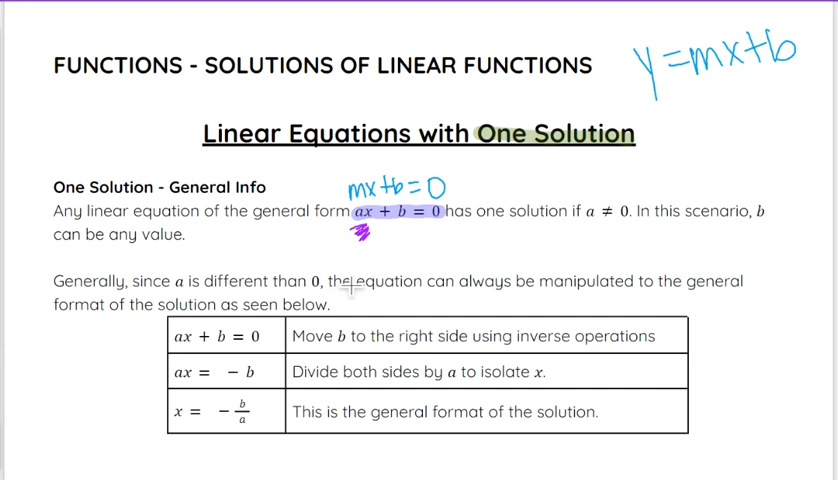 FUNCTIONS - SOLUTIONS OF LINEAR FUNCTIONS
y = mx + b
Linear Equations with One Solution
One Solution - General Info
mx + b = 0
Any linear equation of the general form ax + b = 0 has one solution if a ≠ 0. In this scenario, b
can be any value.
Generally, since a is different than 0, the equation can always be manipulated to the general
format of the solution as seen below.
ax + b = 0 Move b to the right side using inverse operations
ax = - b Divide both sides by a to isolate x.
x = - b/a This is the general format of the solution.